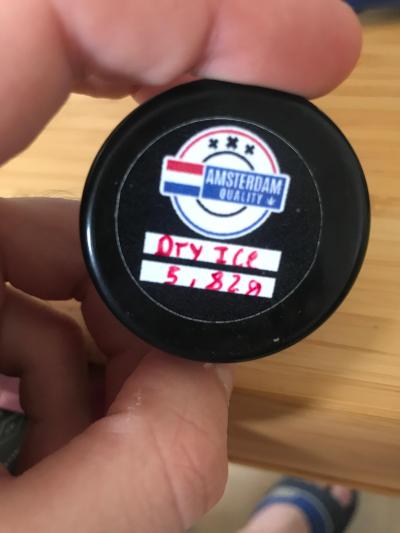 AMSTERDAM
QUALITY
Dry Ice
5,82g